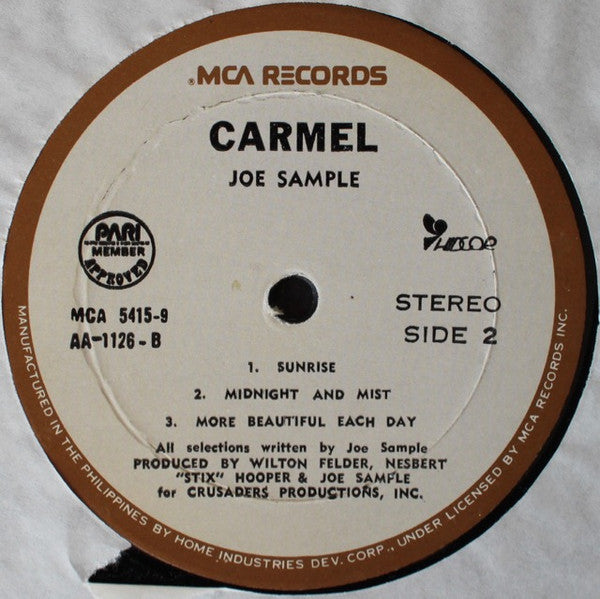 ®MCA RECORDS
CARMEL
JOE SAMPLE
PARI
MEMBER
APPROVED
HIDCOR
MCA 5415-9
AA-1126-B
STEREO
SIDE 2
1. SUNRISE
2. MIDNIGHT AND MIST
3. MORE BEAUTIFUL EACH DAY
All selections written by Joe Sample
PRODUCED BY WILTON FELDER, NESBERT
"STIX" HOOPER & JOE SAMPLE
for CRUSADERS PRODUCTIONS, INC.
MANUFACTURED IN THE PHILIPPINES BY HOME INDUSTRIES DEV. CORP., UNDER LICENSED BY MCA RECORDS INC.